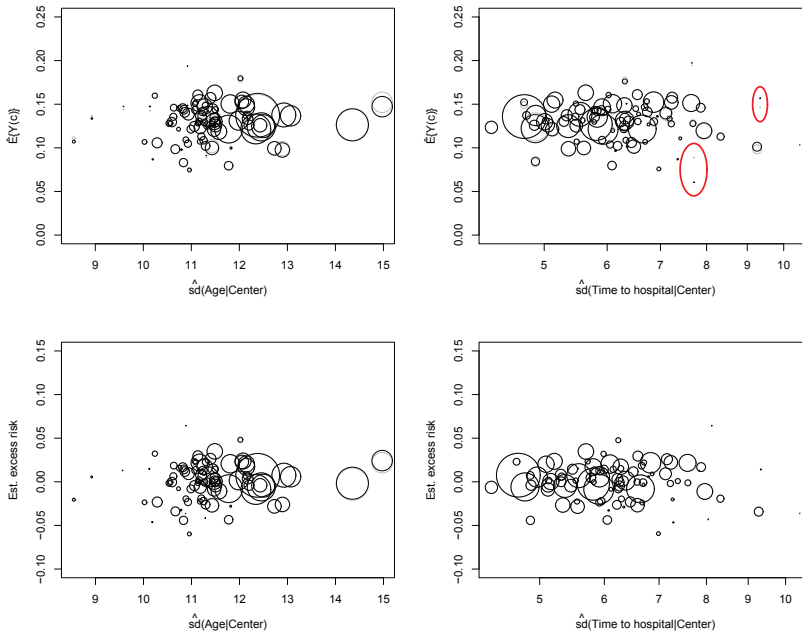 0.25
0.20
0.15
0.10
0.05
0.00
Ê{Y(c)}
9 10 11 12 13 14 15
ŝd(Age|Center)
0.25
0.20
0.15
0.10
0.05
0.00
Ê{Y(c)}
5 6 7 8 9 10
ŝd(Time to hospital|Center)
0.15
0.10
0.05
0.00
−0.05
−0.10
Est. excess risk
9 10 11 12 13 14 15
ŝd(Age|Center)
0.15
0.10
0.05
0.00
−0.05
−0.10
Est. excess risk
5 6 7 8 9 10
ŝd(Time to hospital|Center)